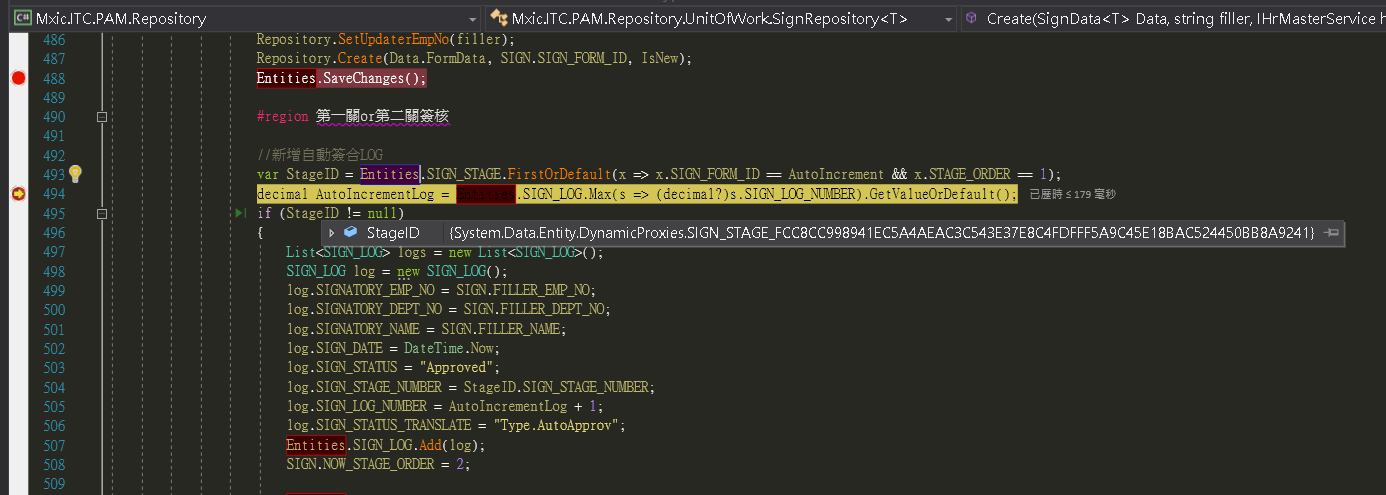 Mxic.ITC.PAM.Repository Mxic.ITC.PAM.Repository.UnitOfWork.SignRepository<T> Create(SignData<T> Data, string filler, IHrMasterService h
486 Repository.SetUpdaterEmpNo(filler);
487 Repository.Create(Data.FormData, SIGN.SIGN_FORM_ID, IsNew);
488 Entities.SaveChanges();
489
490 #region 第一關or第二關簽核
491
492 //新增自動簽合LOG
493 var StageID = Entities.SIGN_STAGE.FirstOrDefault(x => x.SIGN_FORM_ID == AutoIncrement && x.STAGE_ORDER == 1);
494 decimal AutoIncrementLog = Entities.SIGN_LOG.Max(s => (decimal?)s.SIGN_LOG_NUMBER).GetValueOrDefault(); 已歷時 ≤ 179 毫秒
495 if (StageID != null)
496 { StageID {System.Data.Entity.DynamicProxies.SIGN_STAGE_FCC8CC998941EC5A4AEAC3C543E37E8C4FDFFF5A9C45E18BAC524450BB8A9241}
497 List<SIGN_LOG> logs = new List<SIGN_LOG>();
498 SIGN_LOG log = new SIGN_LOG();
499 log.SIGNATORY_EMP_NO = SIGN.FILLER_EMP_NO;
500 log.SIGNATORY_DEPT_NO = SIGN.FILLER_DEPT_NO;
501 log.SIGNATORY_NAME = SIGN.FILLER_NAME;
502 log.SIGN_DATE = DateTime.Now;
503 log.SIGN_STATUS = "Approved";
504 log.SIGN_STAGE_NUMBER = StageID.SIGN_STAGE_NUMBER;
505 log.SIGN_LOG_NUMBER = AutoIncrementLog + 1;
506 log.SIGN_STATUS_TRANSLATE = "Type.AutoApprov";
507 Entities.SIGN_LOG.Add(log);
508 SIGN.NOW_STAGE_ORDER = 2;
509